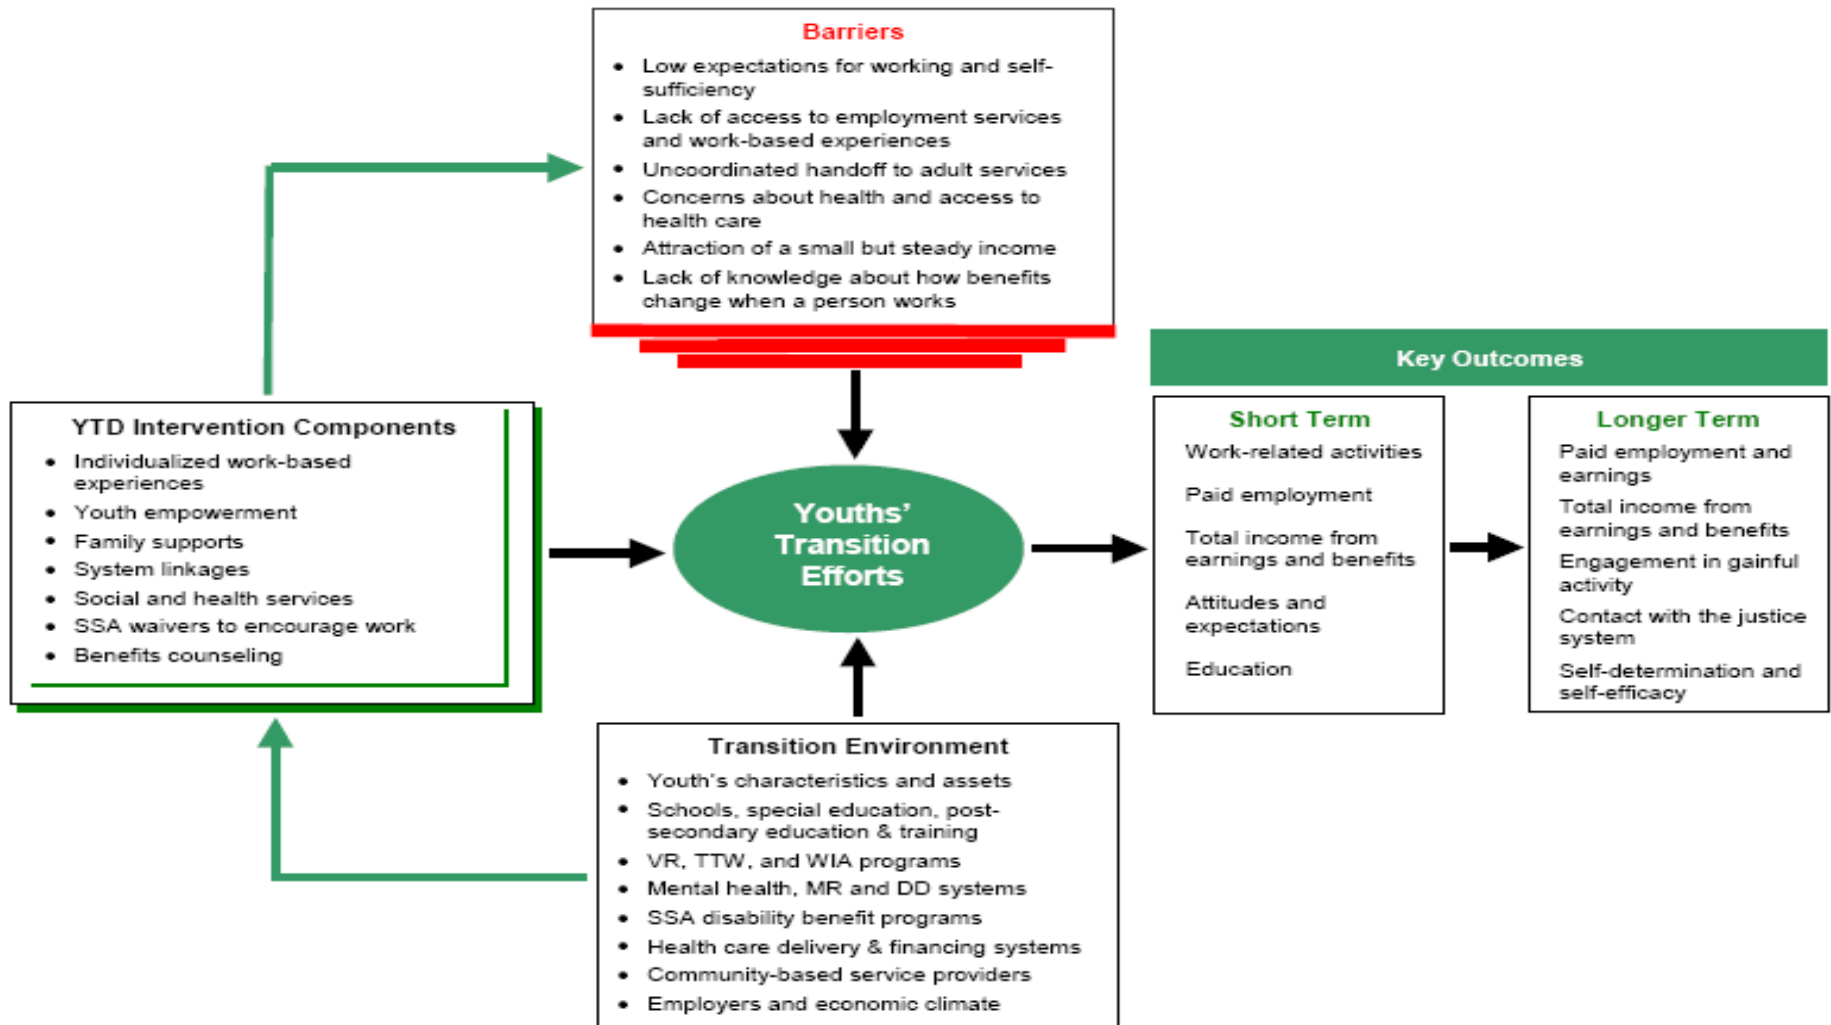 Barriers
• Low expectations for working and self-
sufficiency
• Lack of access to employment services
and work-based experiences
• Uncoordinated handoff to adult services
• Concerns about health and access to
health care
• Attraction of a small but steady income
• Lack of knowledge about how benefits
change when a person works
YTD Intervention Components
• Individualized work-based
experiences
• Youth empowerment
• Family supports
• System linkages
• Social and health services
• SSA waivers to encourage work
• Benefits counseling
Youths'
Transition
Efforts
Transition Environment
• Youth's characteristics and assets
• Schools, special education, post-
secondary education & training
• VR, TTW, and WIA programs
• Mental health, MR and DD systems
• SSA disability benefit programs
• Health care delivery & financing systems
• Community-based service providers
• Employers and economic climate
Key Outcomes
Short Term
Work-related activities
Paid employment
Total income from
earnings and benefits
Attitudes and
expectations
Education
Longer Term
Paid employment and
earnings
Total income from
earnings and benefits
Engagement in gainful
activity
Contact with the justice
system
Self-determination and
self-efficacy